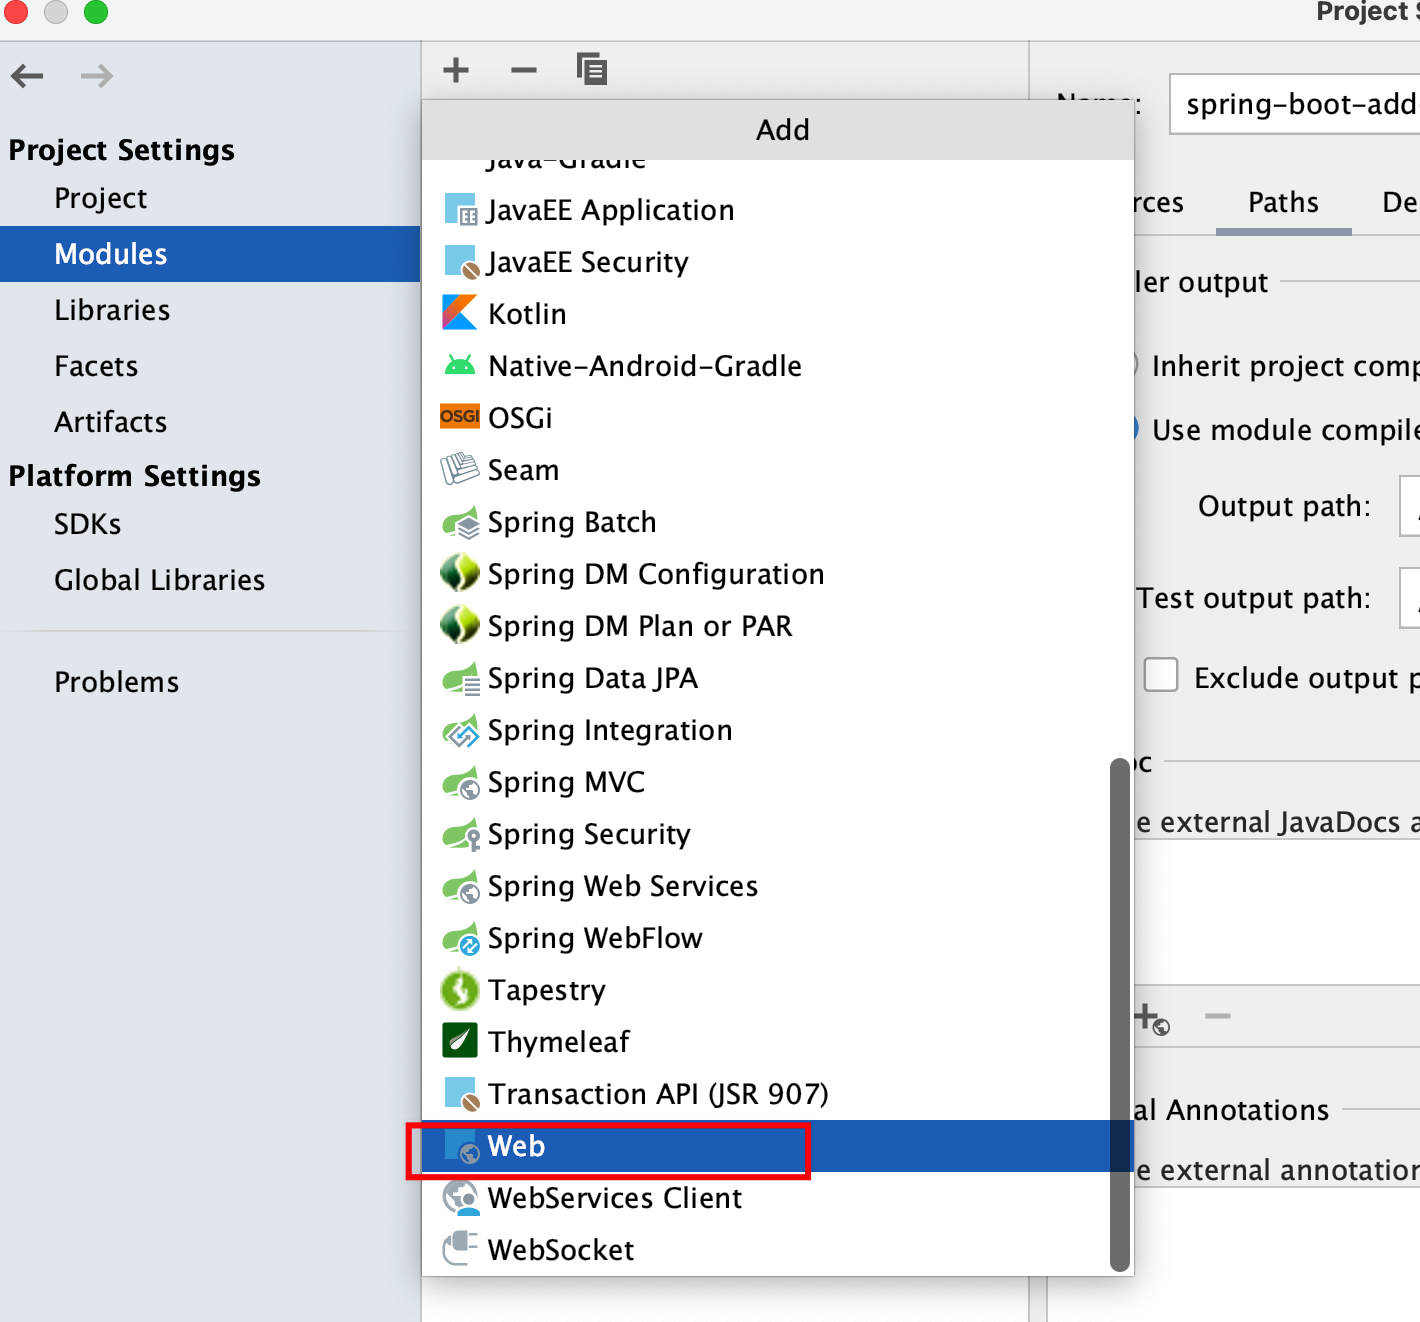 Project S
Project Settings
Project
Modules
Libraries
Facets
Artifacts
Platform Settings
SDKs
Global Libraries
Problems
Add
Java-Gradle
JavaEE Application
JavaEE Security
Kotlin
Native-Android-Gradle
OSGi
OSGi
Seam
Spring Batch
Spring DM Configuration
Spring DM Plan or PAR
Spring Data JPA
Spring Integration
Spring MVC
Spring Security
Spring Web Services
Spring WebFlow
Tapestry
Thymeleaf
Transaction API (JSR 907)
Web
WebServices Client
WebSocket
Name:
spring-boot-add
rces
Paths
De
ler output
Inherit project comp
Use module compile
Output path:
Test output path:
Exclude output p
oc
e external JavaDocs a
al Annotations
e external annotation